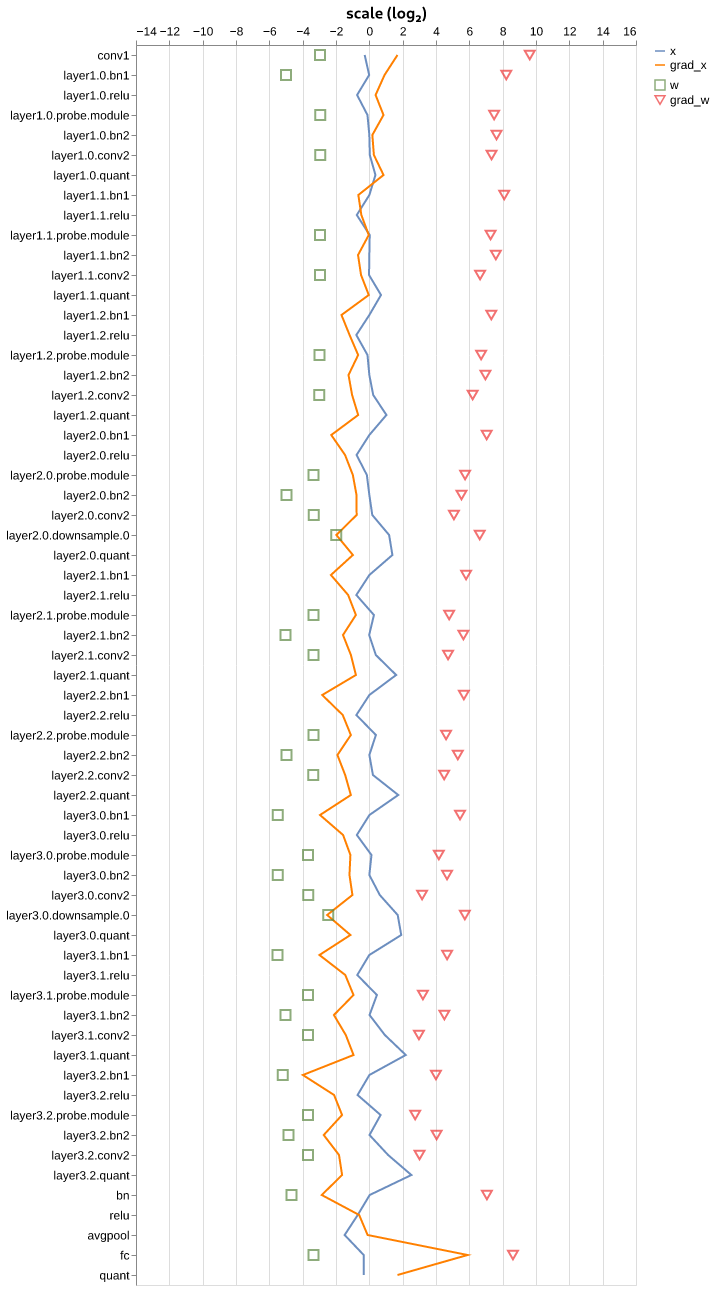 scale (log₂)
−14 −12 −10 −8 −6 −4 −2 0 2 4 6 8 10 12 14 16
x
grad_x
w
grad_w
conv1
layer1.0.bn1
layer1.0.relu
layer1.0.probe.module
layer1.0.bn2
layer1.0.conv2
layer1.0.quant
layer1.1.bn1
layer1.1.relu
layer1.1.probe.module
layer1.1.bn2
layer1.1.conv2
layer1.1.quant
layer1.2.bn1
layer1.2.relu
layer1.2.probe.module
layer1.2.bn2
layer1.2.conv2
layer1.2.quant
layer2.0.bn1
layer2.0.relu
layer2.0.probe.module
layer2.0.bn2
layer2.0.conv2
layer2.0.downsample.0
layer2.0.quant
layer2.1.bn1
layer2.1.relu
layer2.1.probe.module
layer2.1.bn2
layer2.1.conv2
layer2.1.quant
layer2.2.bn1
layer2.2.relu
layer2.2.probe.module
layer2.2.bn2
layer2.2.conv2
layer2.2.quant
layer3.0.bn1
layer3.0.relu
layer3.0.probe.module
layer3.0.bn2
layer3.0.conv2
layer3.0.downsample.0
layer3.0.quant
layer3.1.bn1
layer3.1.relu
layer3.1.probe.module
layer3.1.bn2
layer3.1.conv2
layer3.1.quant
layer3.2.bn1
layer3.2.relu
layer3.2.probe.module
layer3.2.bn2
layer3.2.conv2
layer3.2.quant
bn
relu
avgpool
fc
quant